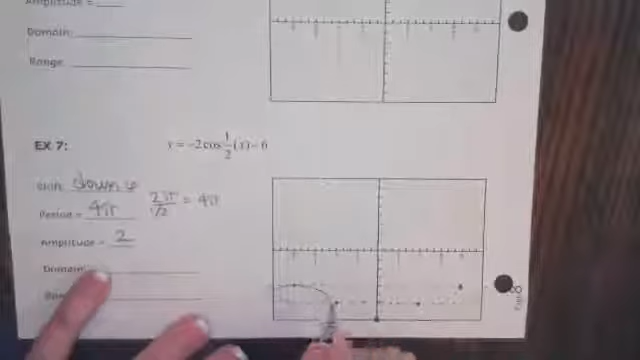 Amplitude =
Domain:
Range:
EX 7:
y = -2cos 1/2 (x) - 6
Shift: down 6
Period = 4π
2π/1/2 = 4π
Amplitude = 2
Domain: